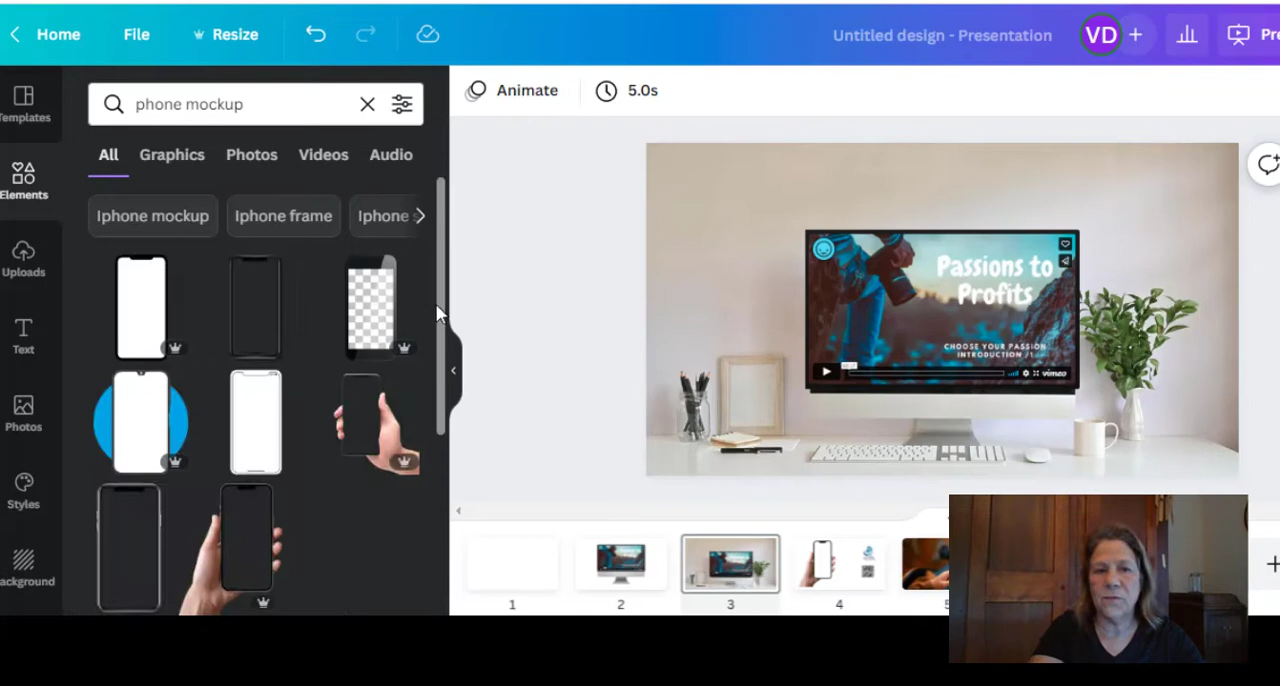 Home File Resize Untitled design - Presentation VD
Templates
Elements
Uploads
Text
Photos
Styles
ackground
phone mockup
All Graphics Photos Videos Audio
Iphone mockup Iphone frame Iphone
Animate 5.0s
Passions to
Profits
CHOOSE YOUR PASSION
INTRODUCTION /1
vimeo
1 2 3 4